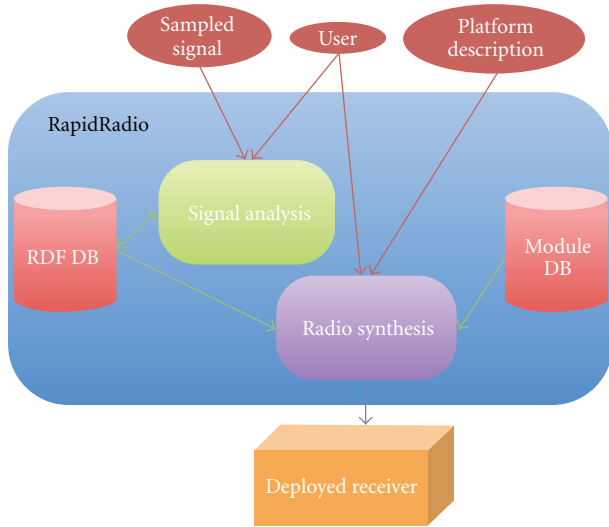 Sampled
signal
User
Platform
description
RapidRadio
Signal analysis
RDF DB
Module
DB
Radio synthesis
Deployed receiver